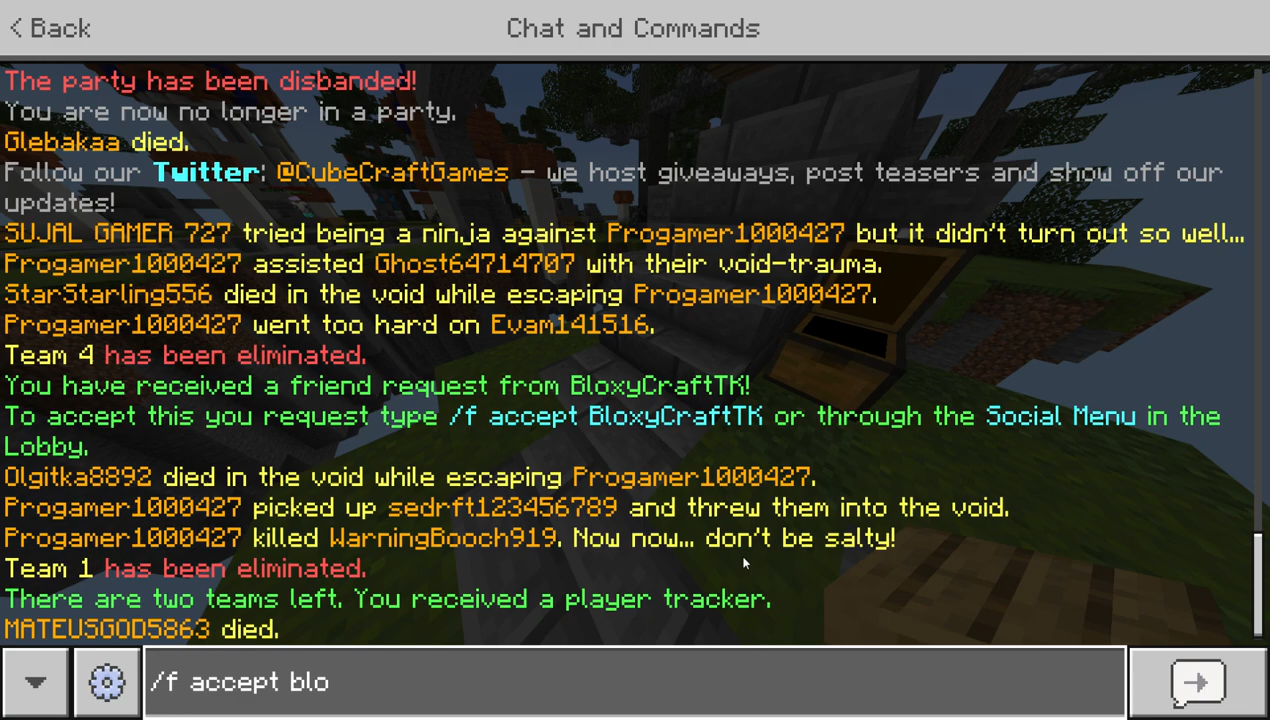 < Back
Chat and Commands
The party has been disbanded!
You are now no longer in a party.
Glebakaa died.
Follow our Twitter: @CubeCraftGames - we host giveaways, post teasers and show off our
updates!
SUJAL GAMER 727 tried being a ninja against Progamer1000427 but it didn't turn out so well...
Progamer1000427 assisted Ghost64714707 with their void-trauma.
StarStarling556 died in the void while escaping Progamer1000427.
Progamer1000427 went too hard on Evam141516.
Team 4 has been eliminated.
You have received a friend request from BloxyCraftTK!
To accept this you request type /f accept BloxyCraftTK or through the Social Menu in the
Lobby.
Olgitka8892 died in the void while escaping Progamer1000427.
Progamer1000427 picked up sedrft123456789 and threw them into the void.
Progamer1000427 killed WarningBooch919. Now now... don't be salty!
Team 1 has been eliminated.
There are two teams left. You received a player tracker.
MATEUSGOD5863 died.
/f accept blo